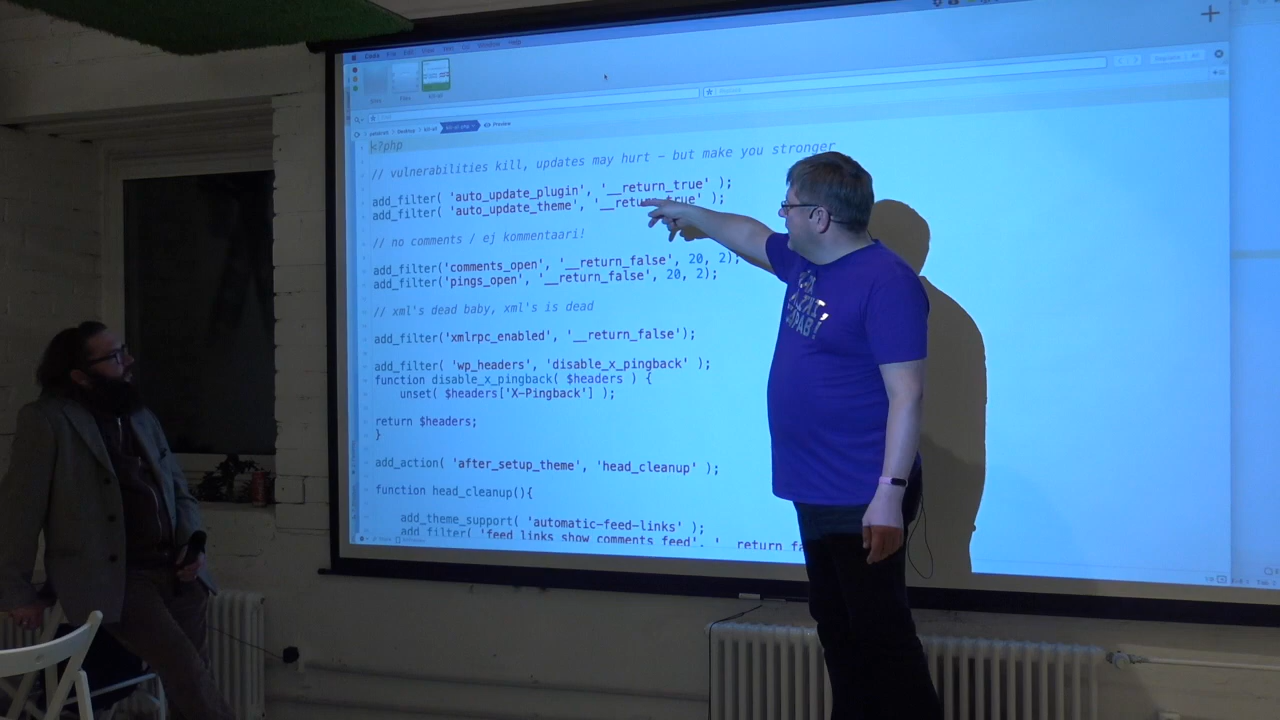 <?php
// vulnerabilities kill, updates may hurt – but make you stronger
add_filter( 'auto_update_plugin', '__return_true' );
add_filter( 'auto_update_theme', '__return_true' );
// no comments / ej kommentaari!
add_filter('comments_open', '__return_false', 20, 2);
add_filter('pings_open', '__return_false', 20, 2);
// xml's dead baby, xml's is dead
add_filter('xmlrpc_enabled', '__return_false');
add_filter( 'wp_headers', 'disable_x_pingback' );
function disable_x_pingback( $headers ) {
unset( $headers['X-Pingback'] );
return $headers;
}
add_action( 'after_setup_theme', 'head_cleanup' );
function head_cleanup(){
add_theme_support( 'automatic-feed-links' );
add_filter( 'feed_links_show_comments_feed', '__return_fa